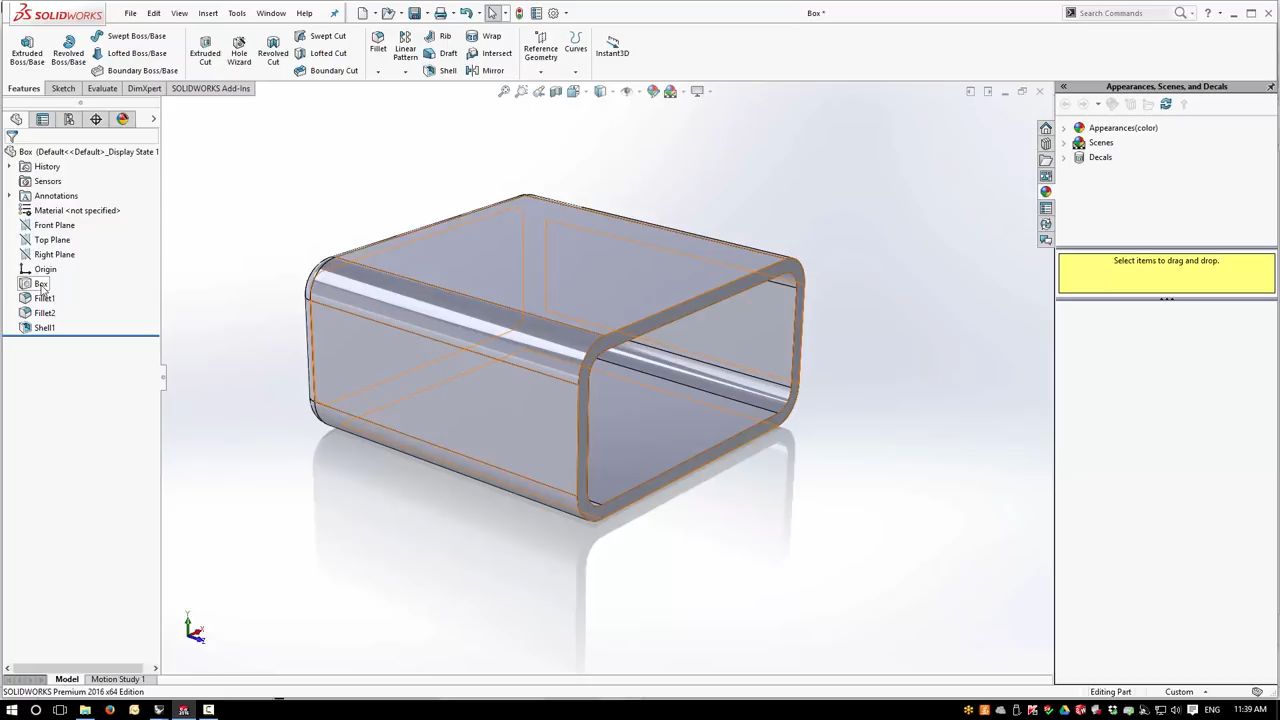 SOLIDWORKS File Edit View Insert Tools Window Help Box * Search Commands ?
Extruded Boss/Base
Revolved Boss/Base
Swept Boss/Base
Lofted Boss/Base
Boundary Boss/Base
Extruded Cut
Hole Wizard
Revolved Cut
Swept Cut
Lofted Cut
Boundary Cut
Fillet
Linear Pattern
Rib
Draft
Shell
Wrap
Intersect
Mirror
Reference Geometry
Curves
Instant3D
Features Sketch Evaluate DimXpert SOLIDWORKS Add-Ins
Box (Default<<Default>_Display State 1
History
Sensors
Annotations
Material <not specified>
Front Plane
Top Plane
Right Plane
Origin
Box
Fillet1
Fillet2
Shell1
Appearances, Scenes, and Decals
Appearances(color)
Scenes
Decals
Select items to drag and drop.
Y
X
Z
Model Motion Study 1
SOLIDWORKS Premium 2016 x64 Edition Editing Part Custom
ENG 11:39 AM